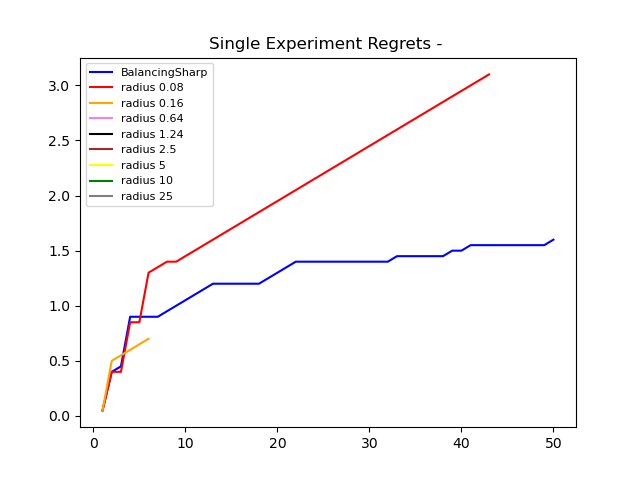 Single Experiment Regrets -
BalancingSharp
radius 0.08
radius 0.16
radius 0.64
radius 1.24
radius 2.5
radius 5
radius 10
radius 25
3.0
2.5
2.0
1.5
1.0
0.5
0.0
0 10 20 30 40 50